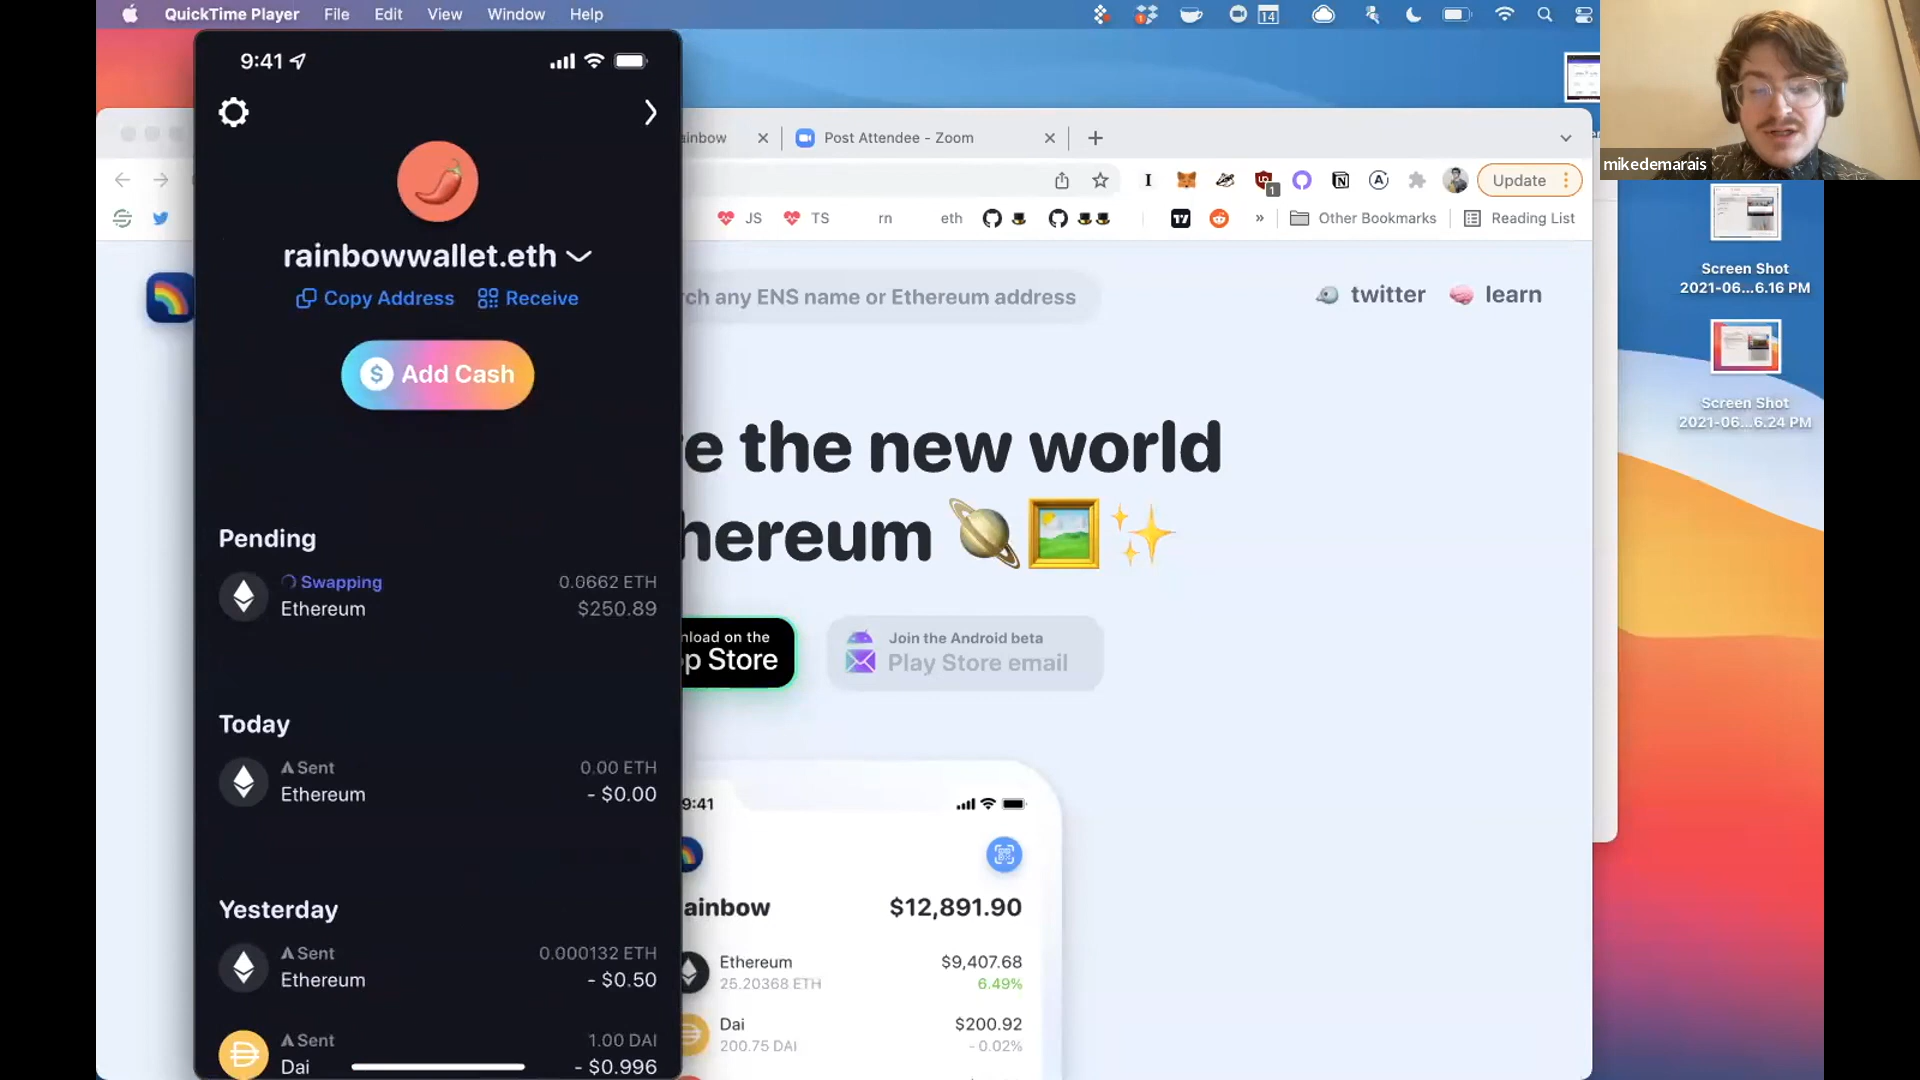 QuickTime Player File Edit View Window Help
14
9:41
rainbowwallet.eth
Copy Address Receive
$ Add Cash
Pending
Swapping 0.0662 ETH
Ethereum $250.89
Today
Sent 0.00 ETH
Ethereum - $0.00
Yesterday
Sent 0.000132 ETH
Ethereum - $0.50
Sent 1.00 DAI
Dai - $0.996
ainbow Post Attendee - Zoom
1 Update
JS TS rn eth Other Bookmarks Reading List
rch any ENS name or Ethereum address
twitter learn
e the new world
hereum
nload on the
p Store
Join the Android beta
Play Store email
9:41
ainbow $12,891.90
Ethereum $9,407.68
25.20368 ETH 6.49%
Dai $200.92
200.75 DAI - 0.02%
mikedemarais
Screen Shot
2021-06...6.16 PM
Screen Shot
2021-06...6.24 PM